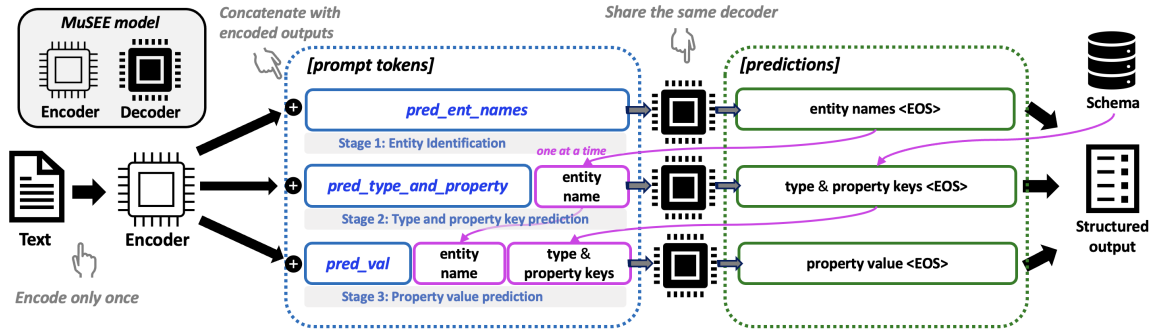 MuSEE model
Encoder
Decoder
Concatenate with
encoded outputs
Share the same decoder
[prompt tokens]
[predictions]
Schema
pred_ent_names
entity names <EOS>
Stage 1: Entity Identification
one at a time
Text
Encoder
pred_type_and_property
entity
name
type & property keys <EOS>
Stage 2: Type and property key prediction
Structured
output
pred_val
entity
name
type &
property keys
property value <EOS>
Stage 3: Property value prediction
Encode only once